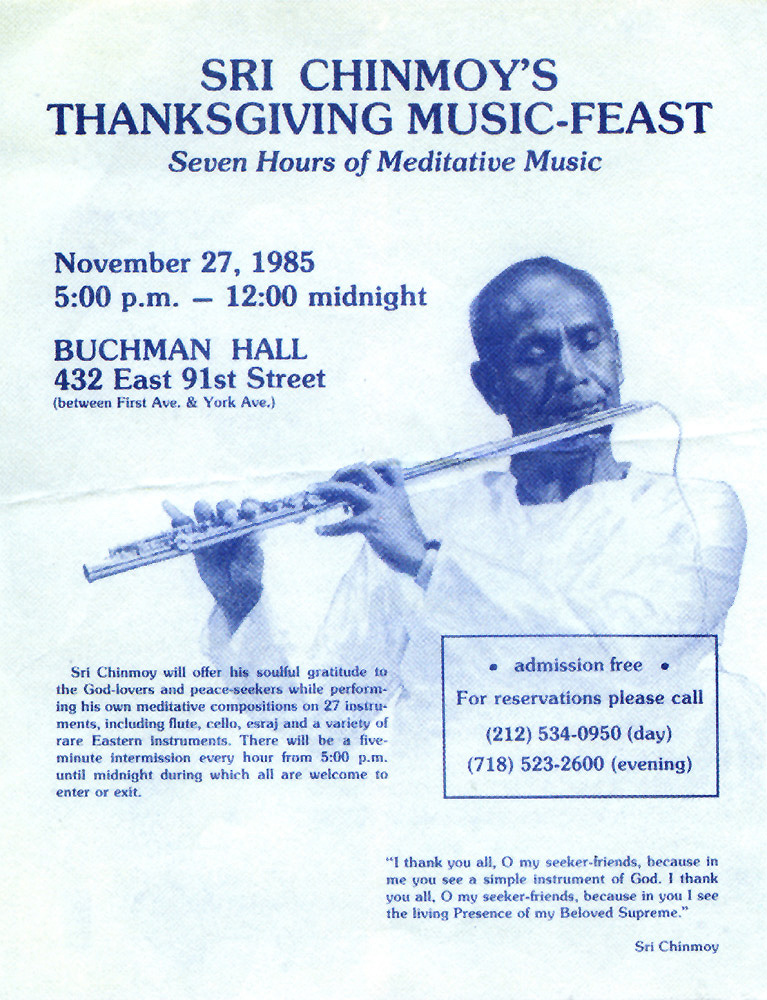 SRI CHINMOY'S
THANKSGIVING MUSIC-FEAST
Seven Hours of Meditative Music
November 27, 1985
5:00 p.m. — 12:00 midnight
BUCHMAN HALL
432 East 91st Street
(between First Ave. & York Ave.)
Sri Chinmoy will offer his soulful gratitude to
the God-lovers and peace-seekers while perform-
ing his own meditative compositions on 27 instru-
ments, including flute, cello, esraj and a variety of
rare Eastern instruments. There will be a five-
minute intermission every hour from 5:00 p.m.
until midnight during which all are welcome to
enter or exit.
• admission free •
For reservations please call
(212) 534-0950 (day)
(718) 523-2600 (evening)
"I thank you all, O my seeker-friends, because in
me you see a simple instrument of God. I thank
you all, O my seeker-friends, because in you I see
the living Presence of my Beloved Supreme."
Sri Chinmoy